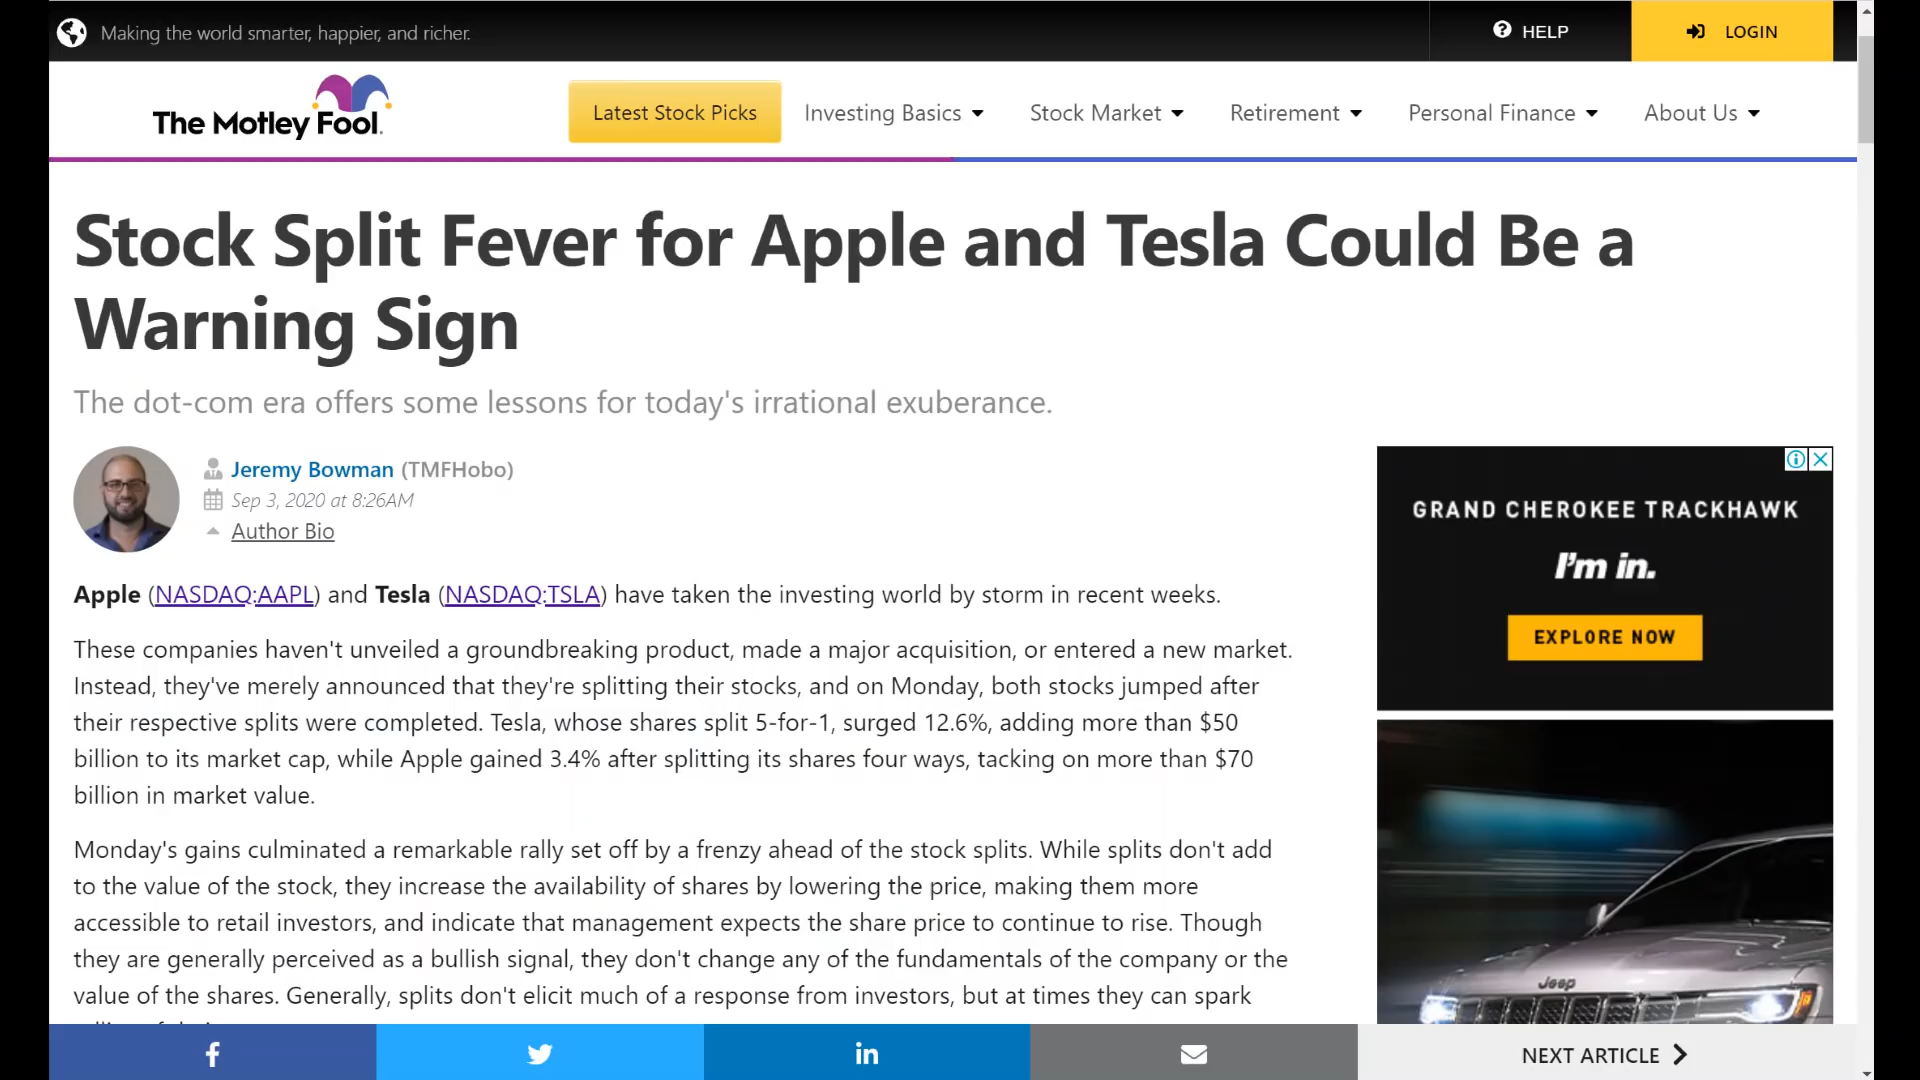 Making the world smarter, happier, and richer.
HELP
LOGIN
The Motley Fool.
Latest Stock Picks
Investing Basics
Stock Market
Retirement
Personal Finance
About Us
Stock Split Fever for Apple and Tesla Could Be a
Warning Sign
The dot-com era offers some lessons for today's irrational exuberance.
Jeremy Bowman (TMFHobo)
Sep 3, 2020 at 8:26AM
Author Bio
GRAND CHEROKEE TRACKHAWK
I'm in.
EXPLORE NOW
Apple (NASDAQ:AAPL) and Tesla (NASDAQ:TSLA) have taken the investing world by storm in recent weeks.
These companies haven't unveiled a groundbreaking product, made a major acquisition, or entered a new market.
Instead, they've merely announced that they're splitting their stocks, and on Monday, both stocks jumped after
their respective splits were completed. Tesla, whose shares split 5-for-1, surged 12.6%, adding more than $50
billion to its market cap, while Apple gained 3.4% after splitting its shares four ways, tacking on more than $70
billion in market value.
Monday's gains culminated a remarkable rally set off by a frenzy ahead of the stock splits. While splits don't add
to the value of the stock, they increase the availability of shares by lowering the price, making them more
accessible to retail investors, and indicate that management expects the share price to continue to rise. Though
they are generally perceived as a bullish signal, they don't change any of the fundamentals of the company or the
value of the shares. Generally, splits don't elicit much of a response from investors, but at times they can spark
Jeep
NEXT ARTICLE